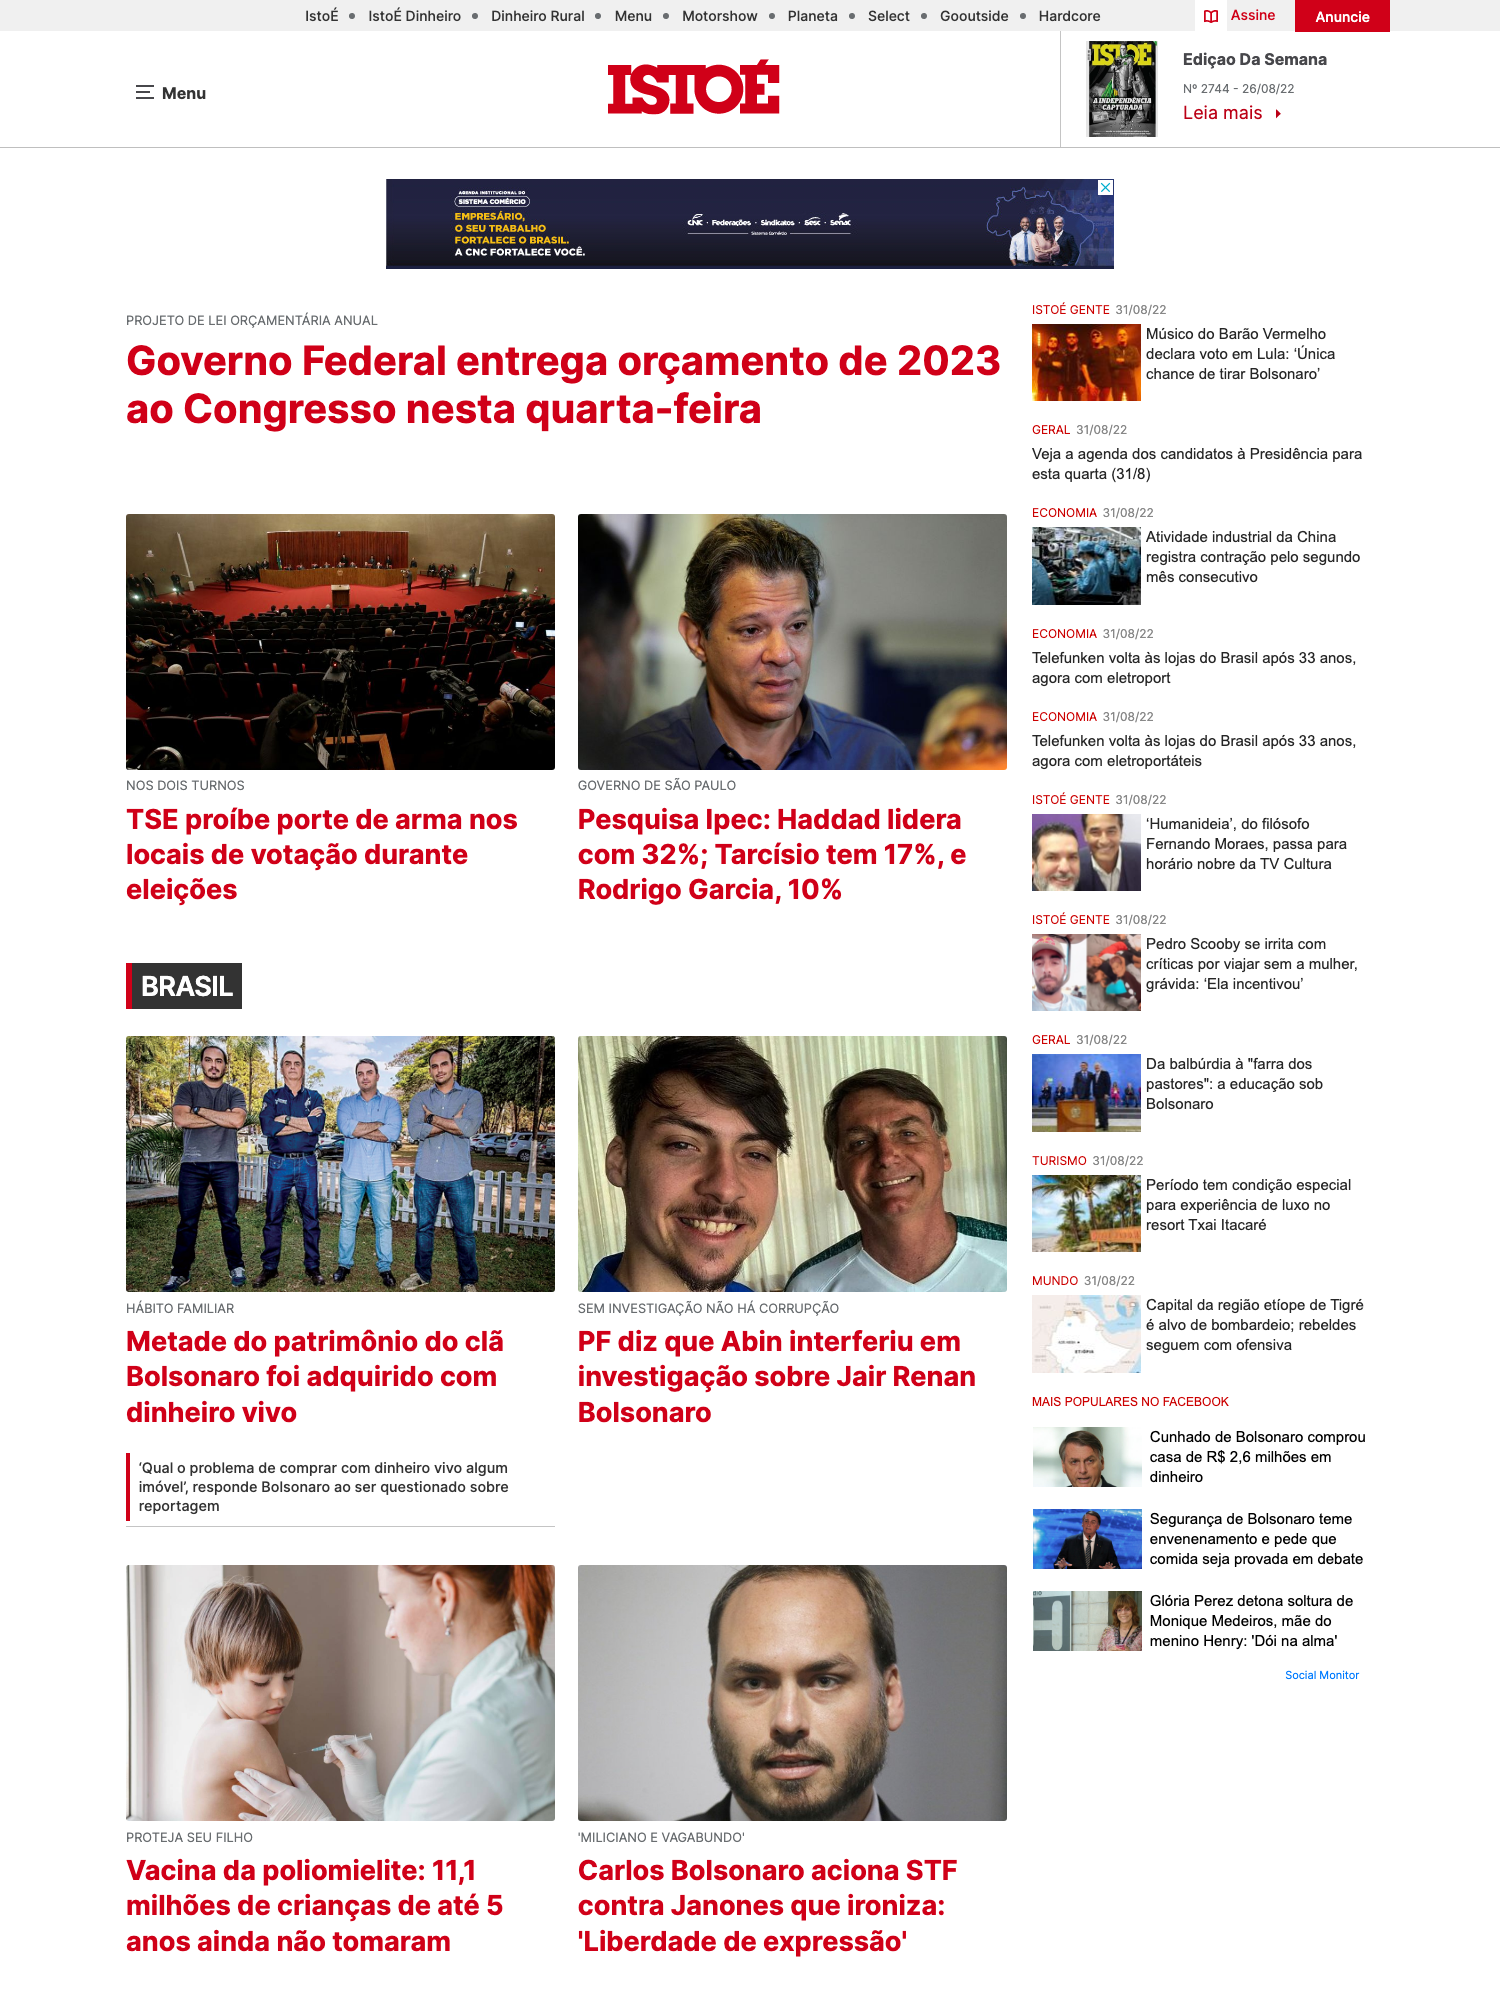 IstoÉ • IstoÉ Dinheiro • Dinheiro Rural • Menu • Motorshow • Planeta • Select • Gooutside • Hardcore
Assine
Anuncie
Menu
ISTOÉ
ISTOÉ
A INDEPENDÊNCIA
CAPTURADA
Ediçao Da Semana
Nº 2744 - 26/08/22
Leia mais
AGENDA INSTITUCIONAL DO
SISTEMA COMÉRCIO
EMPRESÁRIO,
O SEU TRABALHO
FORTALECE O BRASIL.
A CNC FORTALECE VOCÊ.
CNC · Federações · Sindicatos · Sesc · Senac
Sistema Comércio
PROJETO DE LEI ORÇAMENTÁRIA ANUAL
Governo Federal entrega orçamento de 2023
ao Congresso nesta quarta-feira
NOS DOIS TURNOS
TSE proíbe porte de arma nos
locais de votação durante
eleições
GOVERNO DE SÃO PAULO
Pesquisa Ipec: Haddad lidera
com 32%; Tarcísio tem 17%, e
Rodrigo Garcia, 10%
BRASIL
HÁBITO FAMILIAR
Metade do patrimônio do clã
Bolsonaro foi adquirido com
dinheiro vivo
‘Qual o problema de comprar com dinheiro vivo algum
imóvel’, responde Bolsonaro ao ser questionado sobre
reportagem
SEM INVESTIGAÇÃO NÃO HÁ CORRUPÇÃO
PF diz que Abin interferiu em
investigação sobre Jair Renan
Bolsonaro
PROTEJA SEU FILHO
Vacina da poliomielite: 11,1
milhões de crianças de até 5
anos ainda não tomaram
'MILICIANO E VAGABUNDO'
Carlos Bolsonaro aciona STF
contra Janones que ironiza:
'Liberdade de expressão'
ISTOÉ GENTE 31/08/22
Músico do Barão Vermelho
declara voto em Lula: ‘Única
chance de tirar Bolsonaro’
GERAL 31/08/22
Veja a agenda dos candidatos à Presidência para
esta quarta (31/8)
ECONOMIA 31/08/22
Atividade industrial da China
registra contração pelo segundo
mês consecutivo
ECONOMIA 31/08/22
Telefunken volta às lojas do Brasil após 33 anos,
agora com eletroport
ECONOMIA 31/08/22
Telefunken volta às lojas do Brasil após 33 anos,
agora com eletroportáteis
ISTOÉ GENTE 31/08/22
‘Humanideia’, do filósofo
Fernando Moraes, passa para
horário nobre da TV Cultura
ISTOÉ GENTE 31/08/22
Pedro Scooby se irrita com
críticas por viajar sem a mulher,
grávida: ‘Ela incentivou’
GERAL 31/08/22
Da balbúrdia à "farra dos
pastores": a educação sob
Bolsonaro
TURISMO 31/08/22
Período tem condição especial
para experiência de luxo no
resort Txai Itacaré
MUNDO 31/08/22
Capital da região etíope de Tigré
é alvo de bombardeio; rebeldes
seguem com ofensiva
ETIÓPIA
MAIS POPULARES NO FACEBOOK
Cunhado de Bolsonaro comprou
casa de R$ 2,6 milhões em
dinheiro
Segurança de Bolsonaro teme
envenenamento e pede que
comida seja provada em debate
Glória Perez detona soltura de
Monique Medeiros, mãe do
menino Henry: 'Dói na alma'
Social Monitor